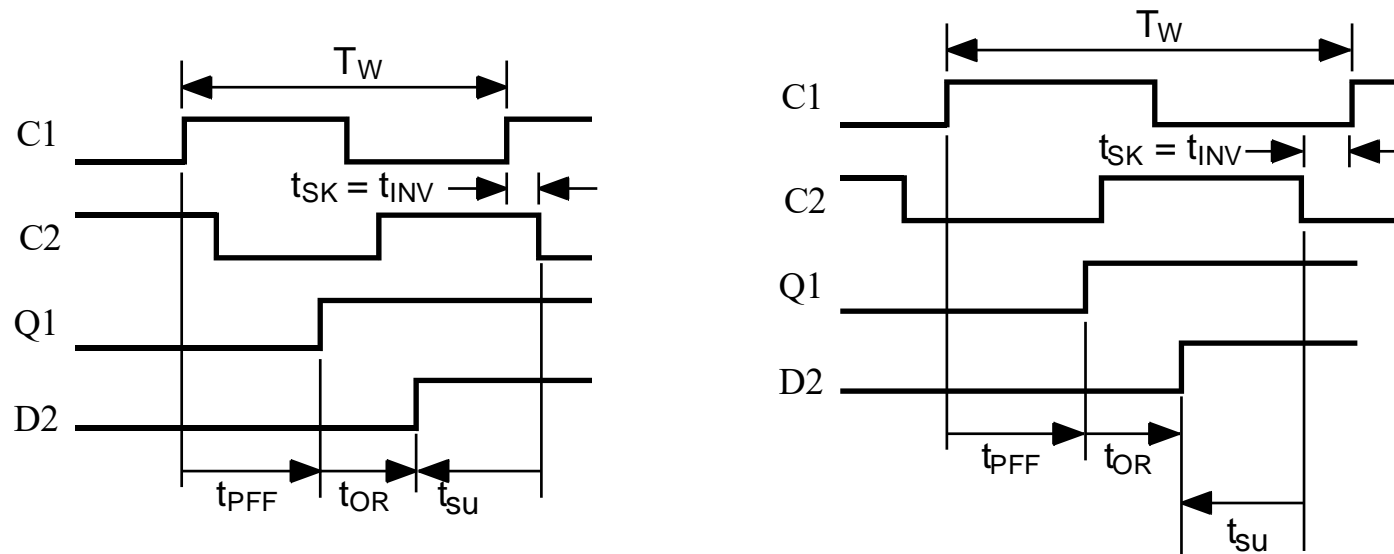 TW
C1
tSK = tINV
C2
Q1
D2
tPFF tOR tsu
TW
C1
tSK = tINV
C2
Q1
D2
tPFF tOR
tsu